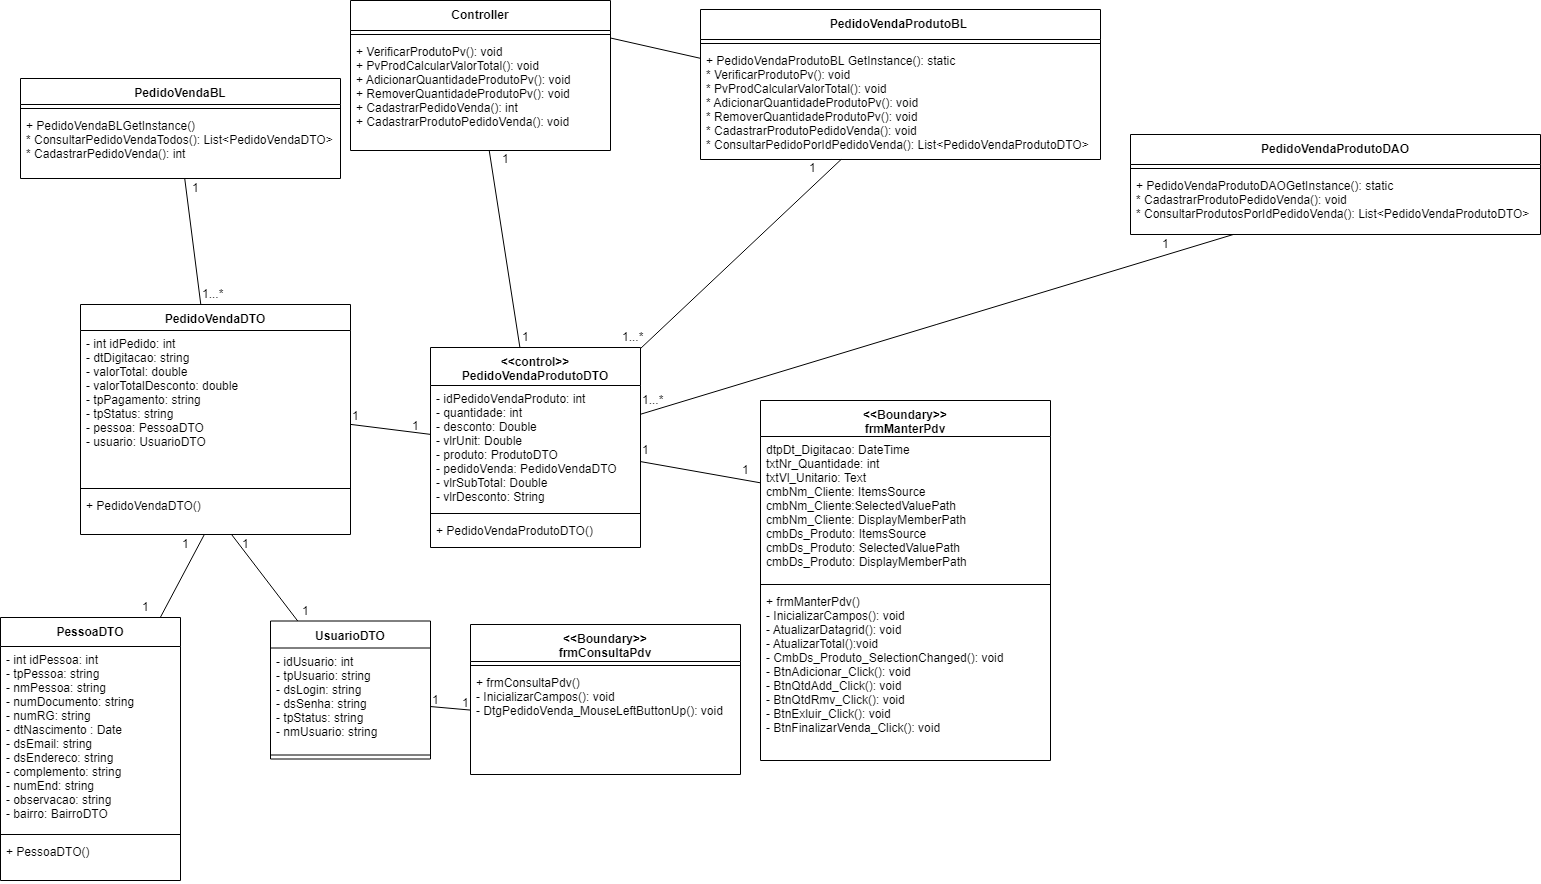 Controller
+ VerificarProdutoPv(): void
+ PvProdCalcularValorTotal(): void
+ AdicionarQuantidadeProdutoPv(): void
+ RemoverQuantidadeProdutoPv(): void
+ CadastrarPedidoVenda(): int
+ CadastrarProdutoPedidoVenda(): void
1
1
PedidoVendaProdutoBL
+ PedidoVendaProdutoBL GetInstance(): static
* VerificarProdutoPv(): void
* PvProdCalcularValorTotal(): void
* AdicionarQuantidadeProdutoPv(): void
* RemoverQuantidadeProdutoPv(): void
* CadastrarProdutoPedidoVenda(): void
* ConsultarPedidoPorIdPedidoVenda(): List<PedidoVendaProdutoDTO>
1
1...*
PedidoVendaBL
+ PedidoVendaBLGetInstance()
* ConsultarPedidoVendaTodos(): List<PedidoVendaDTO>
* CadastrarPedidoVenda(): int
1
1...*
PedidoVendaProdutoDAO
+ PedidoVendaProdutoDAOGetInstance(): static
* CadastrarProdutoPedidoVenda(): void
* ConsultarProdutosPorIdPedidoVenda(): List<PedidoVendaProdutoDTO>
1
1...*
PedidoVendaDTO
- int idPedido: int
- dtDigitacao: string
- valorTotal: double
- valorTotalDesconto: double
- tpPagamento: string
- tpStatus: string
- pessoa: PessoaDTO
- usuario: UsuarioDTO
+ PedidoVendaDTO()
1
1
<<control>>
PedidoVendaProdutoDTO
- idPedidoVendaProduto: int
- quantidade: int
- desconto: Double
- vlrUnit: Double
- produto: ProdutoDTO
- pedidoVenda: PedidoVendaDTO
- vlrSubTotal: Double
- vlrDesconto: String
+ PedidoVendaProdutoDTO()
1
1
<<Boundary>>
frmManterPdv
dtpDt_Digitacao: DateTime
txtNr_Quantidade: int
txtVl_Unitario: Text
cmbNm_Cliente: ItemsSource
cmbNm_Cliente:SelectedValuePath
cmbNm_Cliente: DisplayMemberPath
cmbDs_Produto: ItemsSource
cmbDs_Produto: SelectedValuePath
cmbDs_Produto: DisplayMemberPath
+ frmManterPdv()
- InicializarCampos(): void
- AtualizarDatagrid(): void
- AtualizarTotal():void
- CmbDs_Produto_SelectionChanged(): void
- BtnAdicionar_Click(): void
- BtnQtdAdd_Click(): void
- BtnQtdRmv_Click(): void
- BtnExluir_Click(): void
- BtnFinalizarVenda_Click(): void
1
1
1
1
PessoaDTO
- int idPessoa: int
- tpPessoa: string
- nmPessoa: string
- numDocumento: string
- numRG: string
- dtNascimento : Date
- dsEmail: string
- dsEndereco: string
- complemento: string
- numEnd: string
- observacao: string
- bairro: BairroDTO
+ PessoaDTO()
UsuarioDTO
- idUsuario: int
- tpUsuario: string
- dsLogin: string
- dsSenha: string
- tpStatus: string
- nmUsuario: string
1
1
<<Boundary>>
frmConsultaPdv
+ frmConsultaPdv()
- InicializarCampos(): void
- DtgPedidoVenda_MouseLeftButtonUp(): void